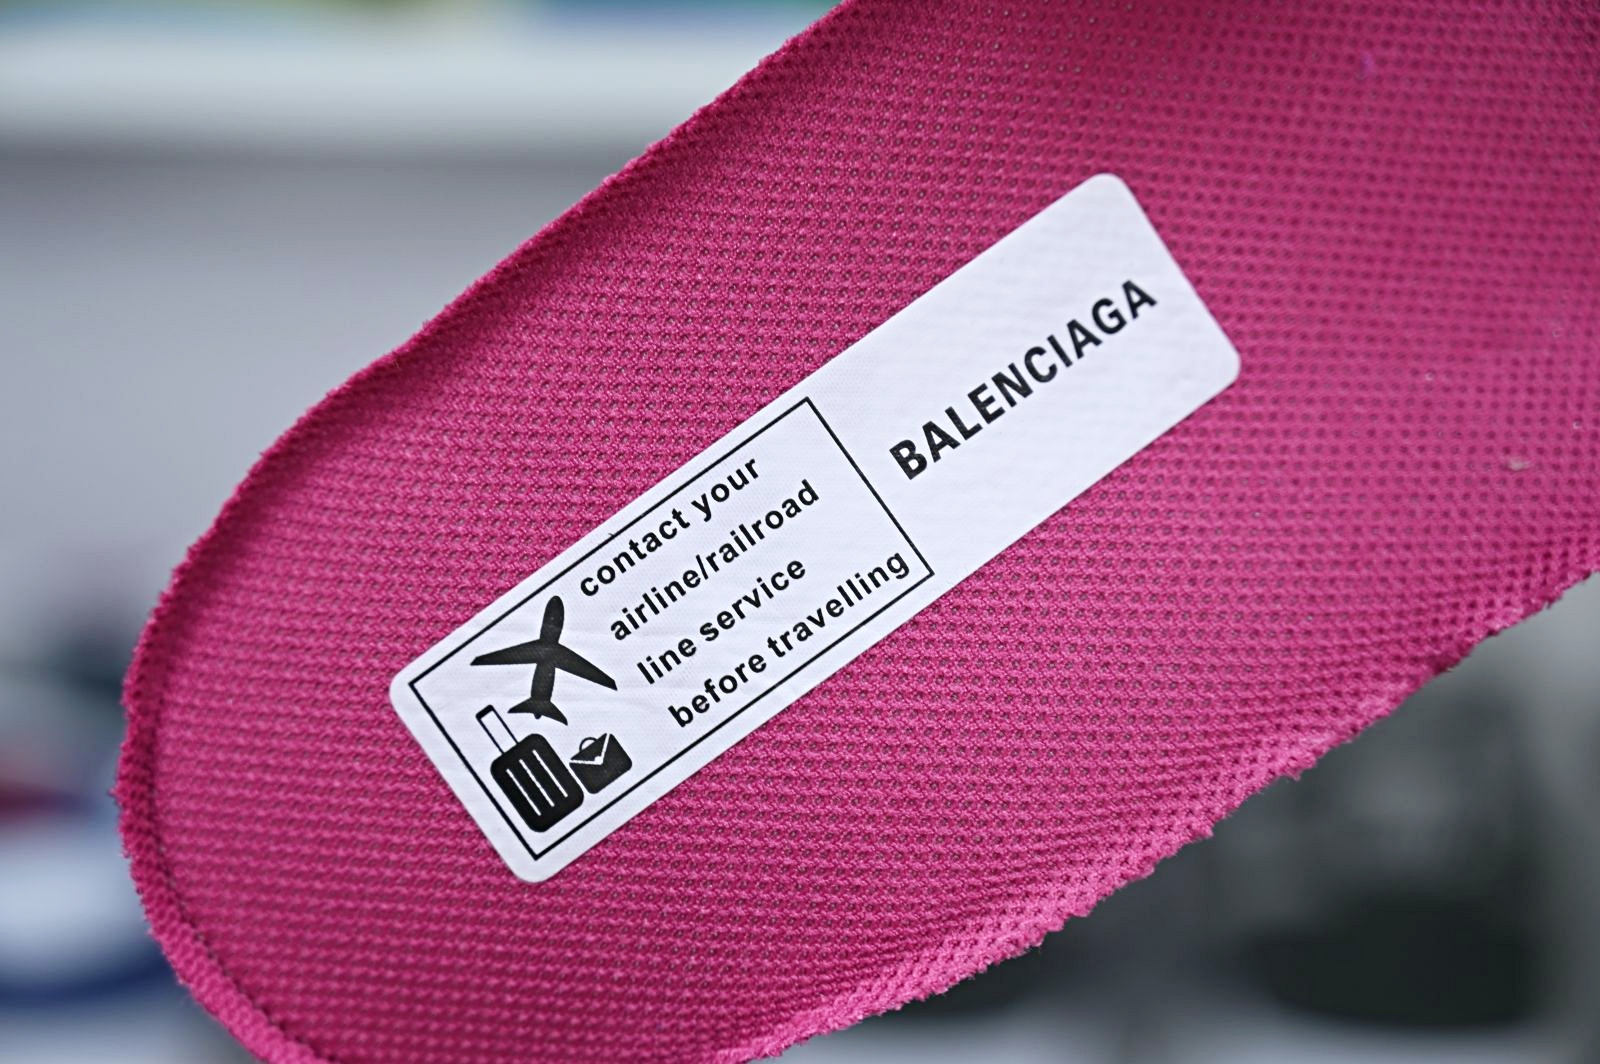 contact your
airline/railroad
line service
before travelling
BALENCIAGA